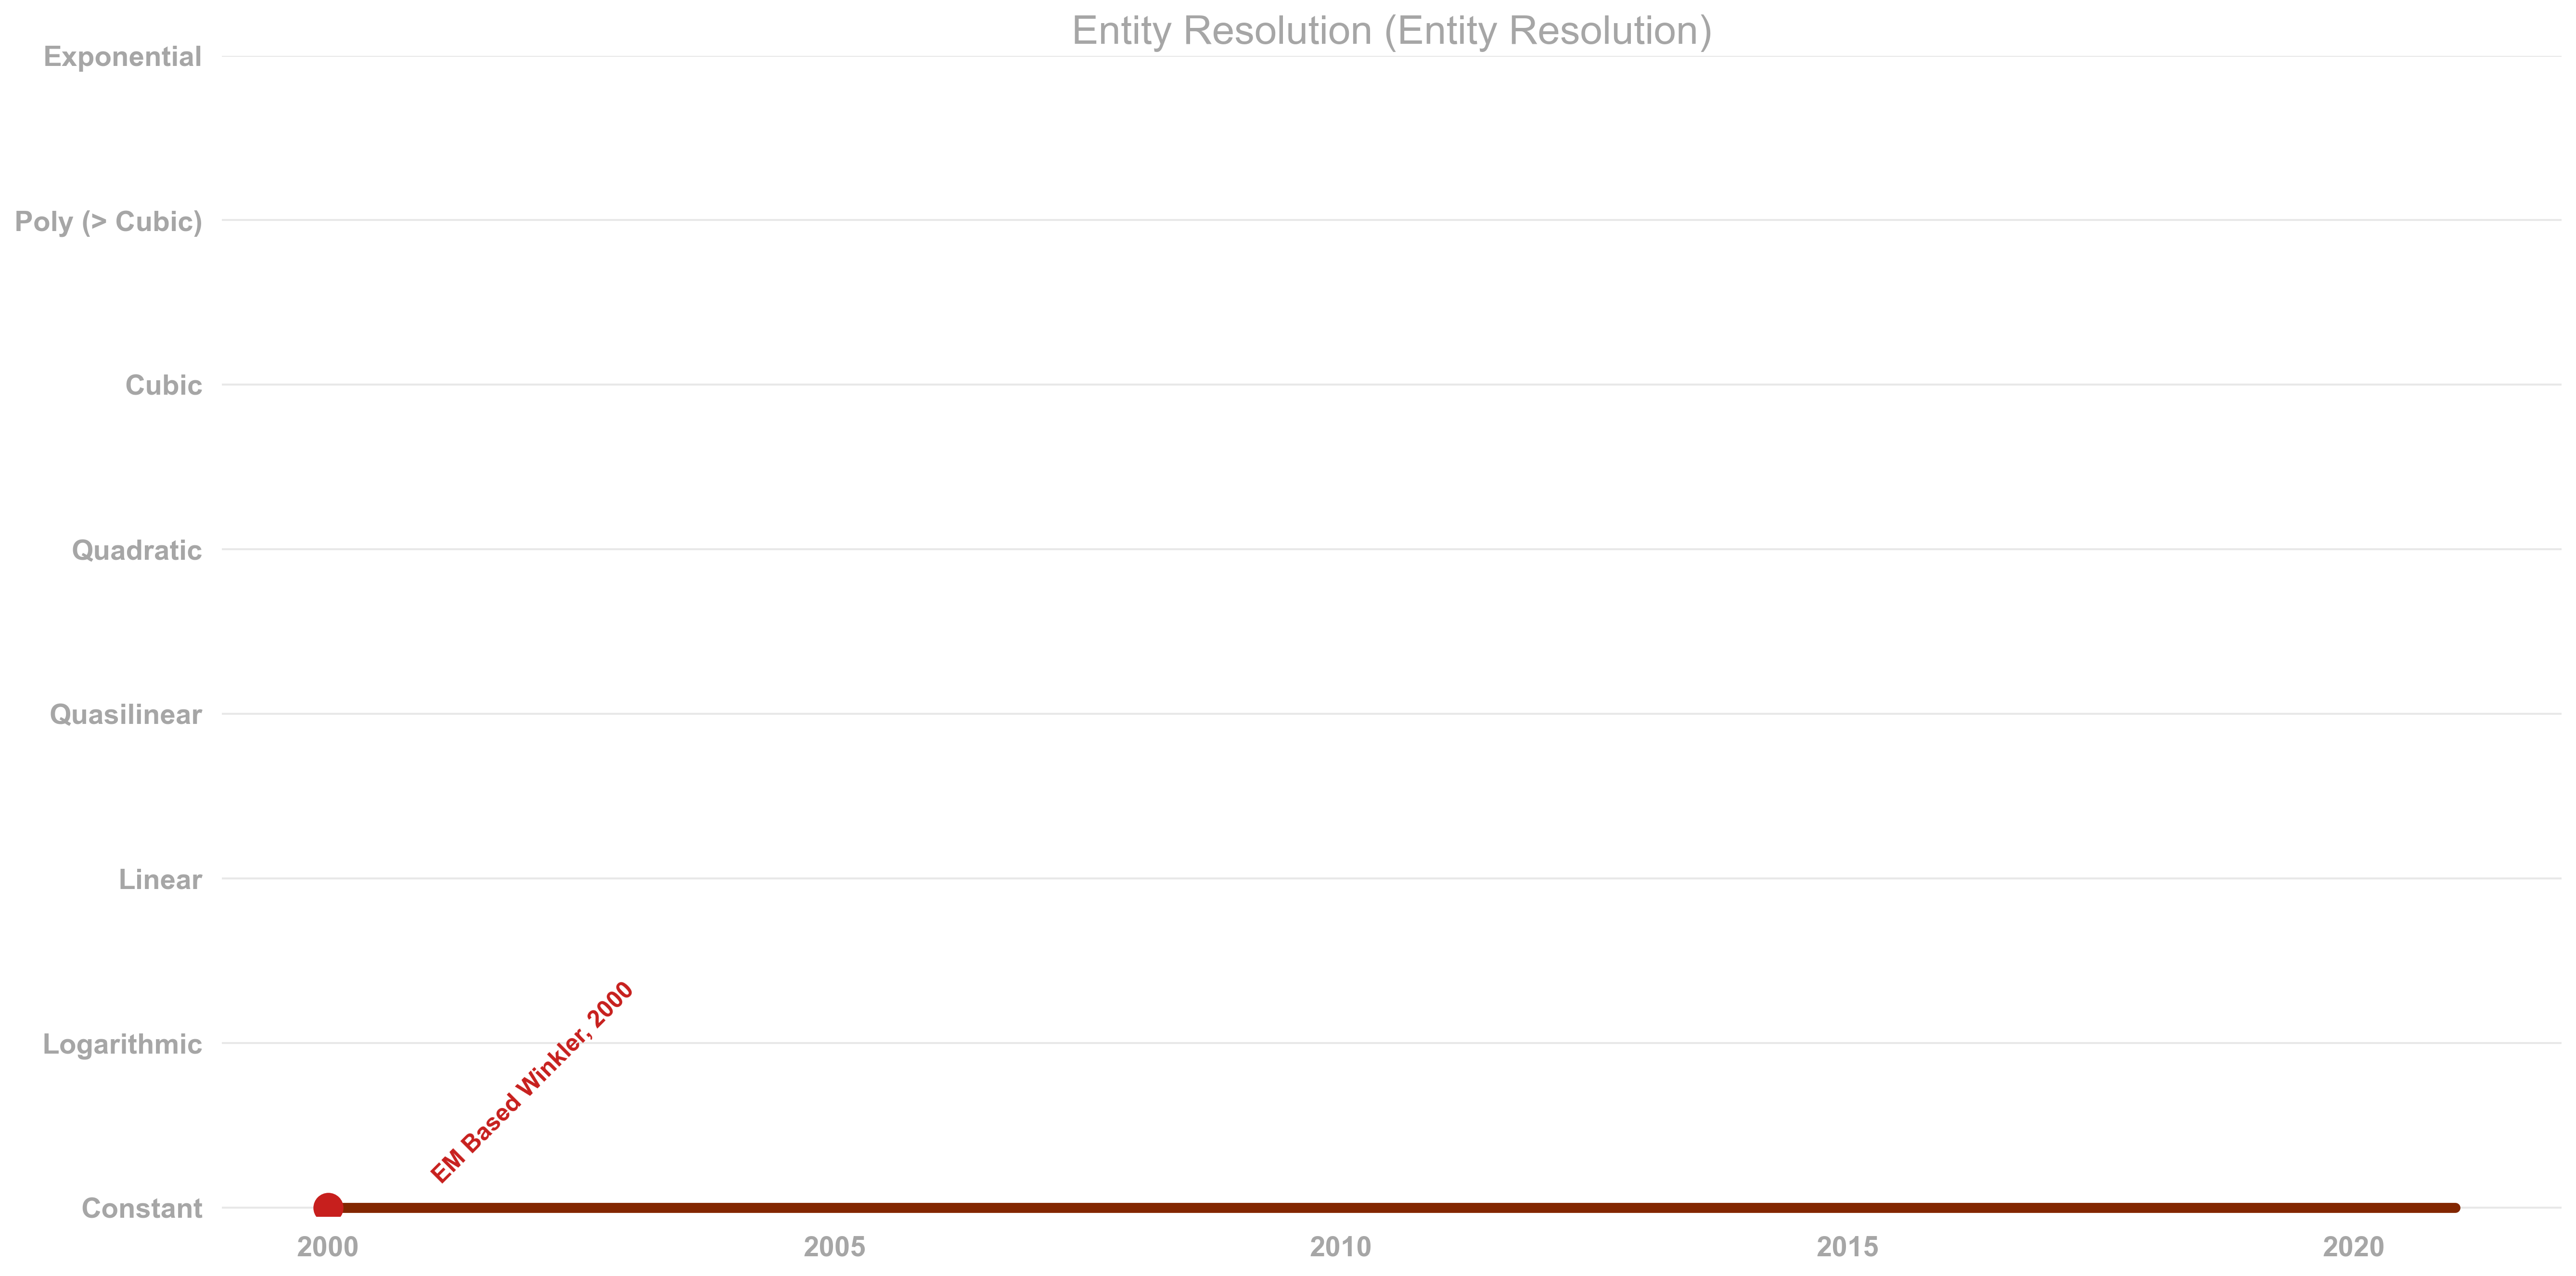 Entity Resolution (Entity Resolution)
Exponential
Poly (> Cubic)
Cubic
Quadratic
Quasilinear
Linear
Logarithmic
Constant
EM Based Winkler, 2000
2000
2005
2010
2015
2020